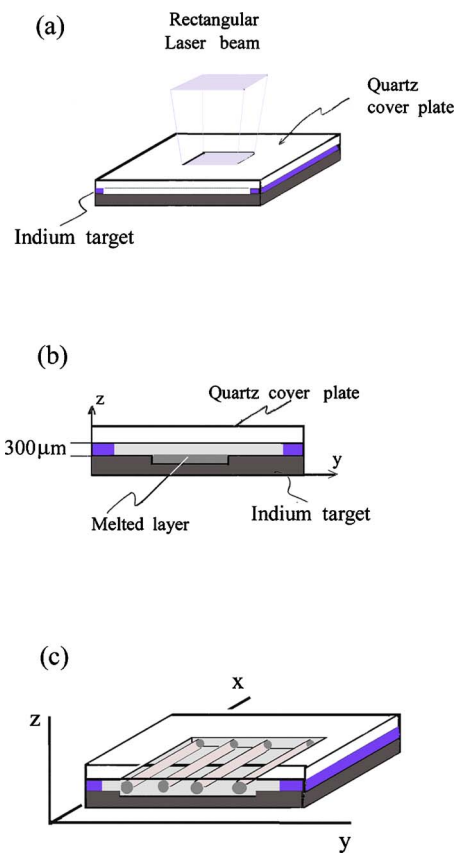 (a)
Rectangular
Laser beam
Quartz
cover plate
Indium target
(b)
z
Quartz cover plate
300μm
y
Melted layer
Indium target
(c)
x
z
y